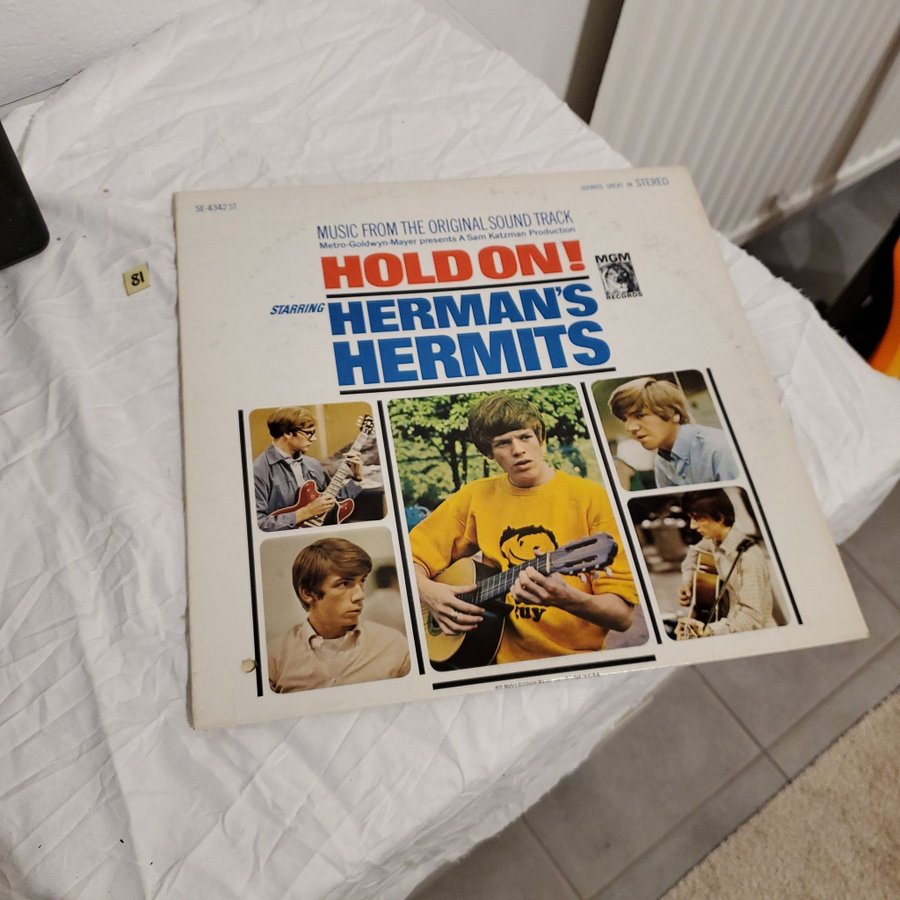 SE-4342 ST
SOUNDS GREAT IN STEREO
MUSIC FROM THE ORIGINAL SOUND TRACK
Metro-Goldwyn-Mayer presents A Sam Katzman Production
HOLD ON!
MGM
RECORDS
STARRING HERMAN'S
HERMITS
81